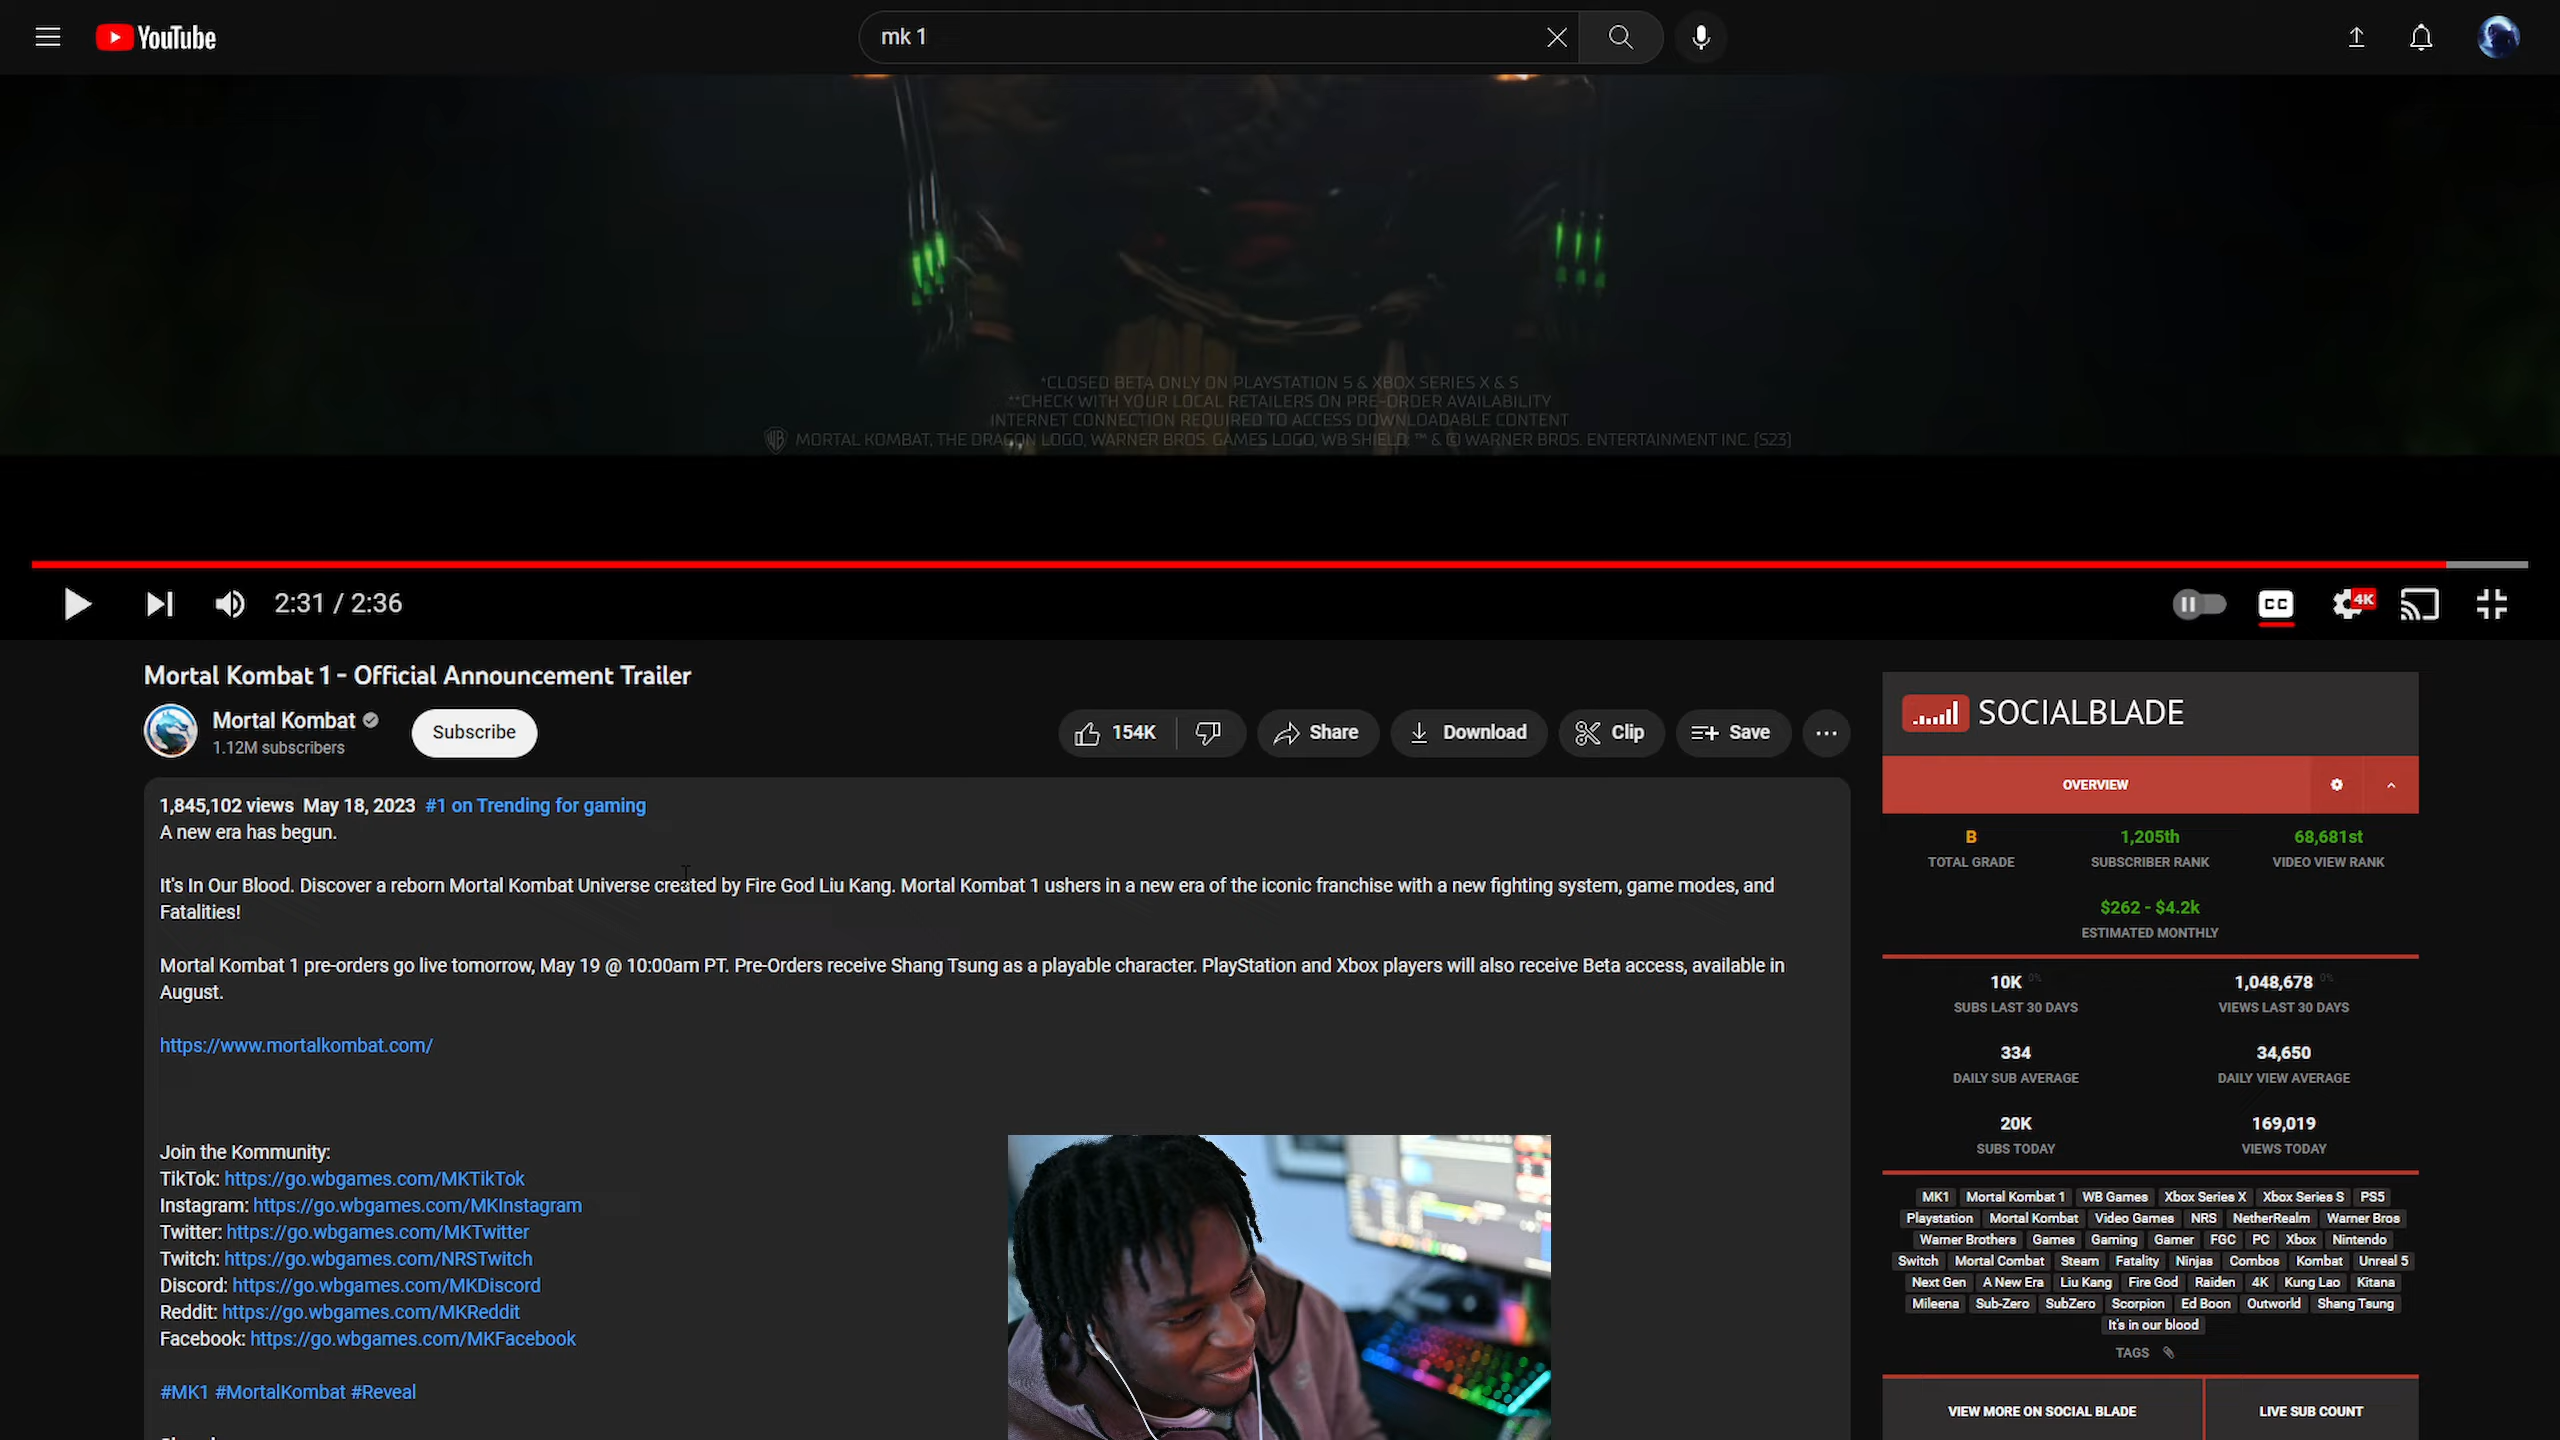 YouTube
mk 1
*CLOSED BETA ONLY ON PLAYSTATION 5 & XBOX SERIES X & S
**CHECK WITH YOUR LOCAL RETAILERS ON PRE-ORDER AVAILABILITY
INTERNET CONNECTION REQUIRED TO ACCESS DOWNLOADABLE CONTENT
MORTAL KOMBAT, THE DRAGON LOGO, WARNER BROS. GAMES LOGO, WB SHIELD: ™ & © WARNER BROS. ENTERTAINMENT INC. (S23)
2:31 / 2:36
CC
4K
Mortal Kombat 1 - Official Announcement Trailer
Mortal Kombat
1.12M subscribers
Subscribe
154K
Share
Download
Clip
Save
1,845,102 views May 18, 2023 #1 on Trending for gaming
A new era has begun.
It's In Our Blood. Discover a reborn Mortal Kombat Universe created by Fire God Liu Kang. Mortal Kombat 1 ushers in a new era of the iconic franchise with a new fighting system, game modes, and
Fatalities!
Mortal Kombat 1 pre-orders go live tomorrow, May 19 @ 10:00am PT. Pre-Orders receive Shang Tsung as a playable character. PlayStation and Xbox players will also receive Beta access, available in
August.
https://www.mortalkombat.com/
Join the Kommunity:
TikTok: https://go.wbgames.com/MKTikTok
Instagram: https://go.wbgames.com/MKInstagram
Twitter: https://go.wbgames.com/MKTwitter
Twitch: https://go.wbgames.com/NRSTwitch
Discord: https://go.wbgames.com/MKDiscord
Reddit: https://go.wbgames.com/MKReddit
Facebook: https://go.wbgames.com/MKFacebook
#MK1 #MortalKombat #Reveal
SOCIALBLADE
OVERVIEW
B 1,205th 68,681st
TOTAL GRADE SUBSCRIBER RANK VIDEO VIEW RANK
$262 - $4.2k
ESTIMATED MONTHLY
10K 0% 1,048,678 0%
SUBS LAST 30 DAYS VIEWS LAST 30 DAYS
334 34,650
DAILY SUB AVERAGE DAILY VIEW AVERAGE
20K 169,019
SUBS TODAY VIEWS TODAY
MK1 Mortal Kombat 1 WB Games Xbox Series X Xbox Series S PS5
Playstation Mortal Kombat Video Games NRS NetherRealm Warner Bros
Warner Brothers Games Gaming Gamer FGC PC Xbox Nintendo
Switch Mortal Combat Steam Fatality Ninjas Combos Kombat Unreal 5
Next Gen A New Era Liu Kang Fire God Raiden 4K Kung Lao Kitana
Mileena Sub-Zero SubZero Scorpion Ed Boon Outworld Shang Tsung
It's in our blood
TAGS
VIEW MORE ON SOCIAL BLADE LIVE SUB COUNT